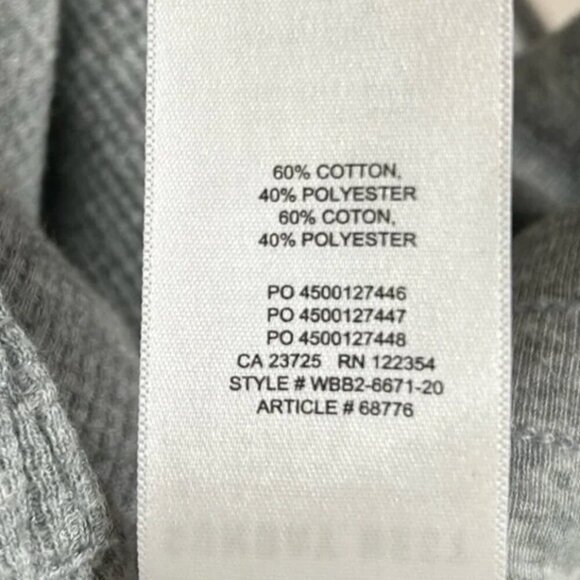 60% COTTON,
40% POLYESTER
60% COTON,
40% POLYESTER
PO 4500127446
PO 4500127447
PO 4500127448
CA 23725 RN 122354
STYLE # WBB2-6671-20
ARTICLE # 68776